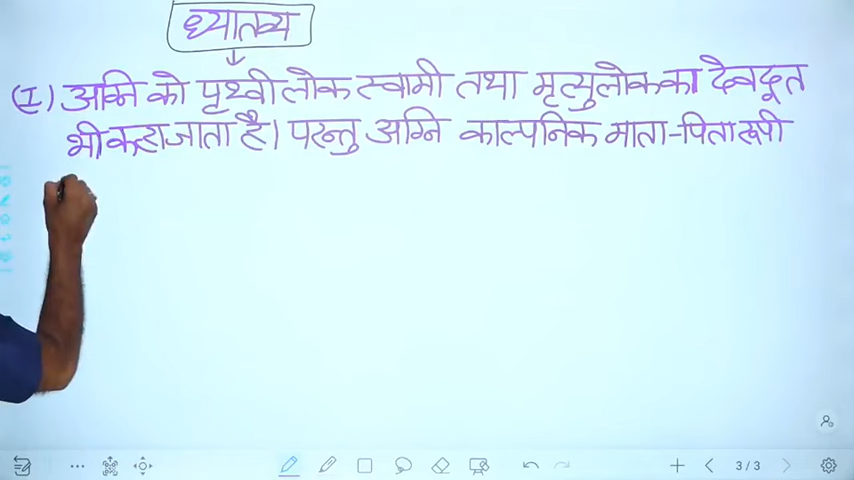 ध्यातव्य
(I) अग्नि को पृथ्वी लोक स्वामी तथा मृत्युलोक का देवदूत
भी कहा जाता है। परन्तु अग्नि काल्पनिक माता-पिता रूपी
3/3